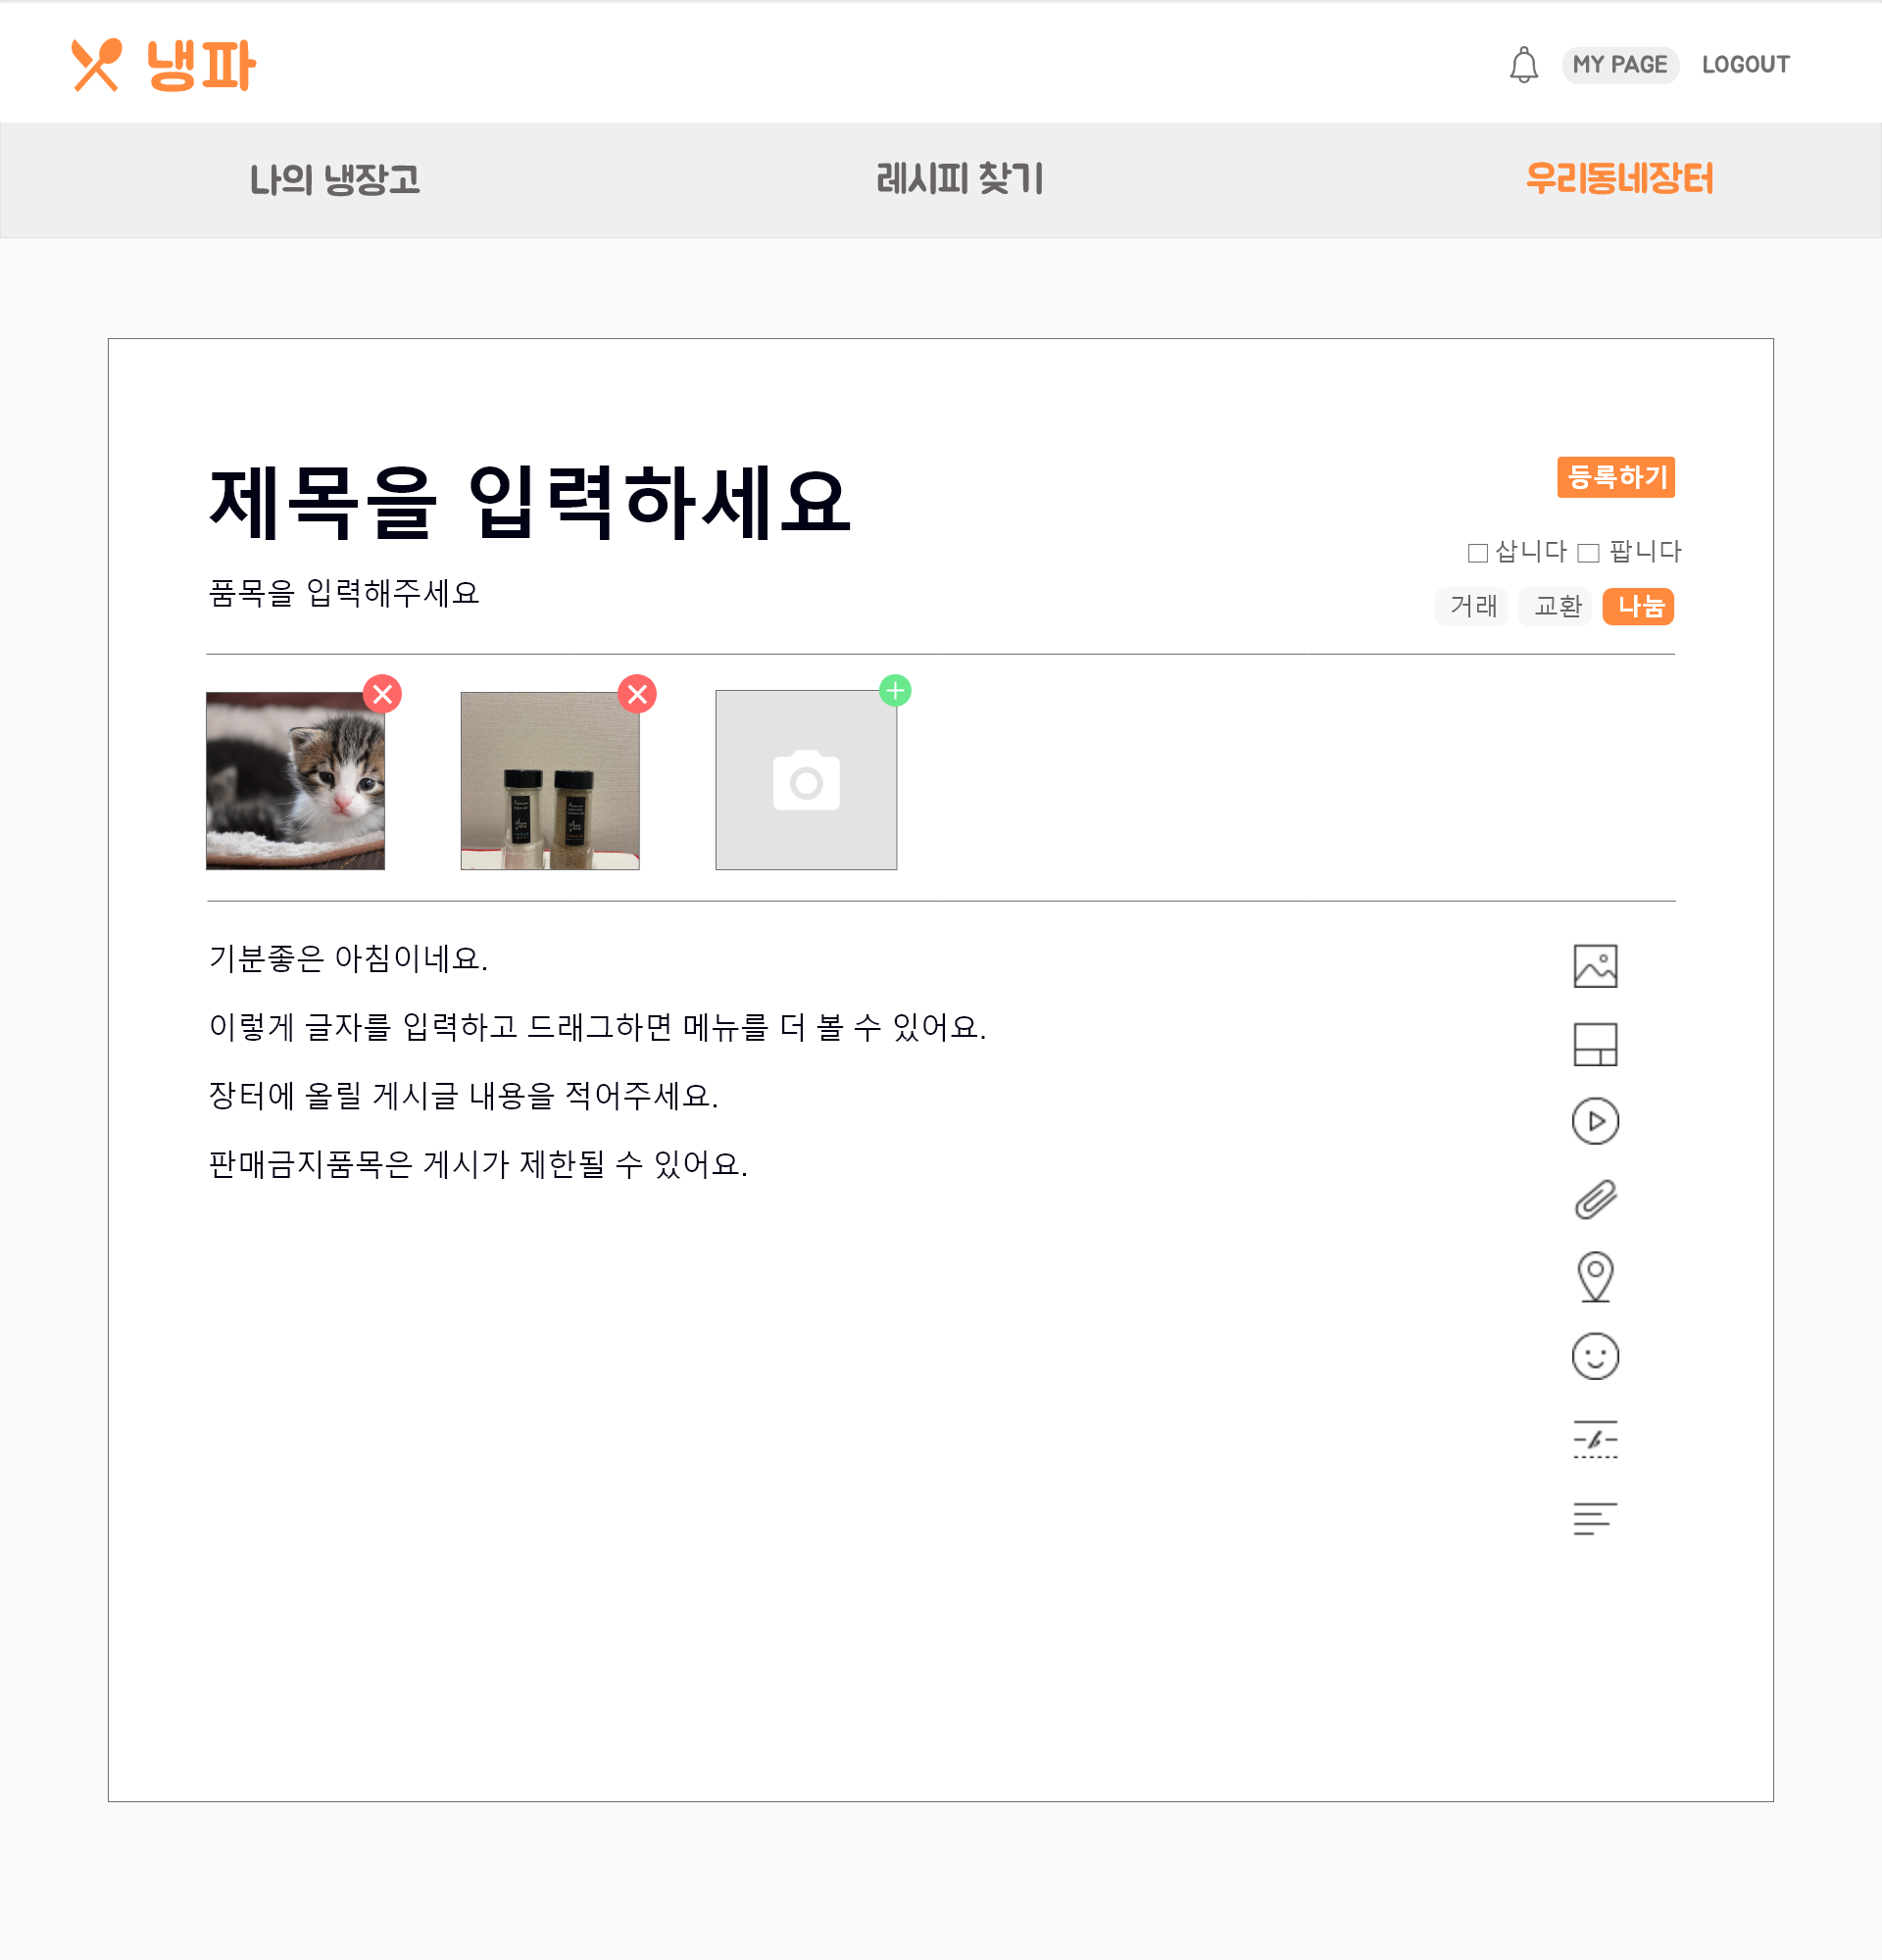 냉파
MY PAGE
LOGOUT
나의 냉장고
레시피 찾기
우리동네장터
제목을 입력하세요
등록하기
삽니다
팝니다
품목을 입력해주세요
거래
교환
나눔
기분좋은 아침이네요.
이렇게 글자를 입력하고 드래그하면 메뉴를 더 볼 수 있어요.
장터에 올릴 게시글 내용을 적어주세요.
판매금지품목은 게시가 제한될 수 있어요.